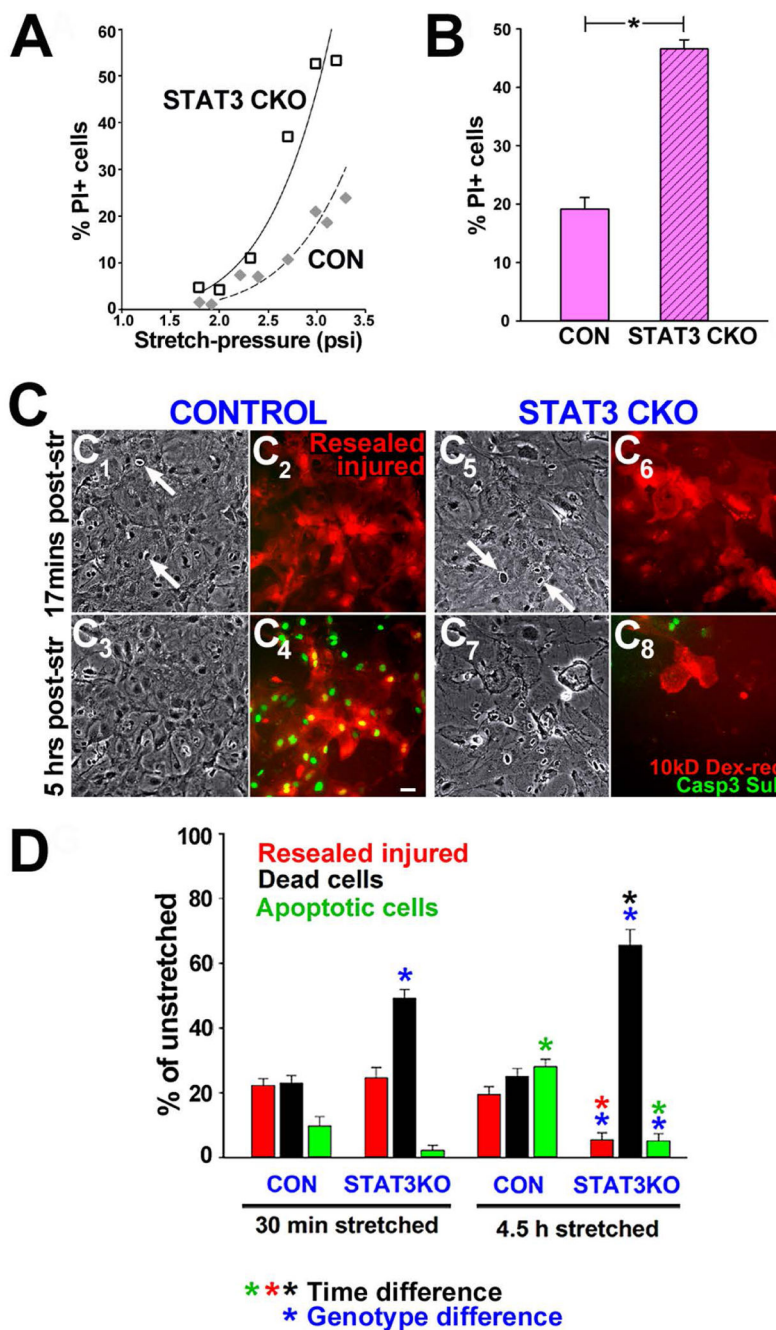 A
% PI+ cells
60
50
40
30
20
10
0
STAT3 CKO
CON
1.0 1.5 2.0 2.5 3.0 3.5
Stretch-pressure (psi)
B
*
% PI+ cells
50
40
30
20
10
0
CON STAT3 CKO
C
CONTROL STAT3 CKO
17mins post-str
C1
C2
Resealed
injured
C5
C6
5 hrs post-str
C3
C4
C7
C8
10kD Dex-red
Casp3 Sub
D
% of unstretched
100
80
60
40
20
0
Resealed injured
Dead cells
Apoptotic cells
*
*
*
*
* *
* *
CON STAT3KO CON STAT3KO
30 min stretched 4.5 h stretched
* * * Time difference
* Genotype difference